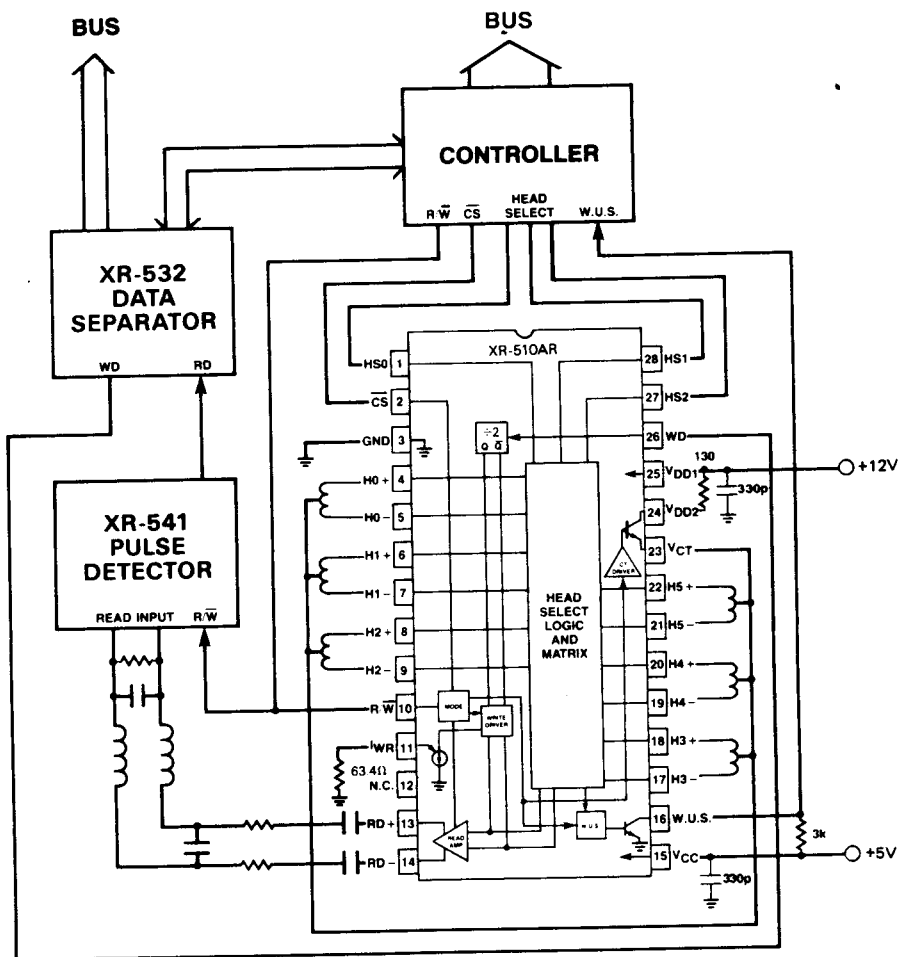 BUS
BUS
CONTROLLER
R/W̅ C̅S̅ HEAD SELECT W.U.S.
XR-532
DATA
SEPARATOR
WD RD
XR-541
PULSE
DETECTOR
READ INPUT R/W̅
XR-510AR
HS0 1
C̅S̅ 2
GND 3
H0+ 4
H0− 5
H1+ 6
H1− 7
H2+ 8
H2− 9
R/W̅ 10
IWR 11
63.4Ω
N.C. 12
RD+ 13
RD− 14
28 HS1
27 HS2
26 WD
25 VDD1
24 VDD2
23 VCT
22 H5+
21 H5−
20 H4+
19 H4−
18 H3+
17 H3−
16 W.U.S.
15 VCC
÷2
Q Q̅
CT
DRIVER
HEAD
SELECT
LOGIC
AND
MATRIX
MODE
WRITE
DRIVER
READ
AMP
W.U.S.
130
330p
+12V
3k
+5V
330p